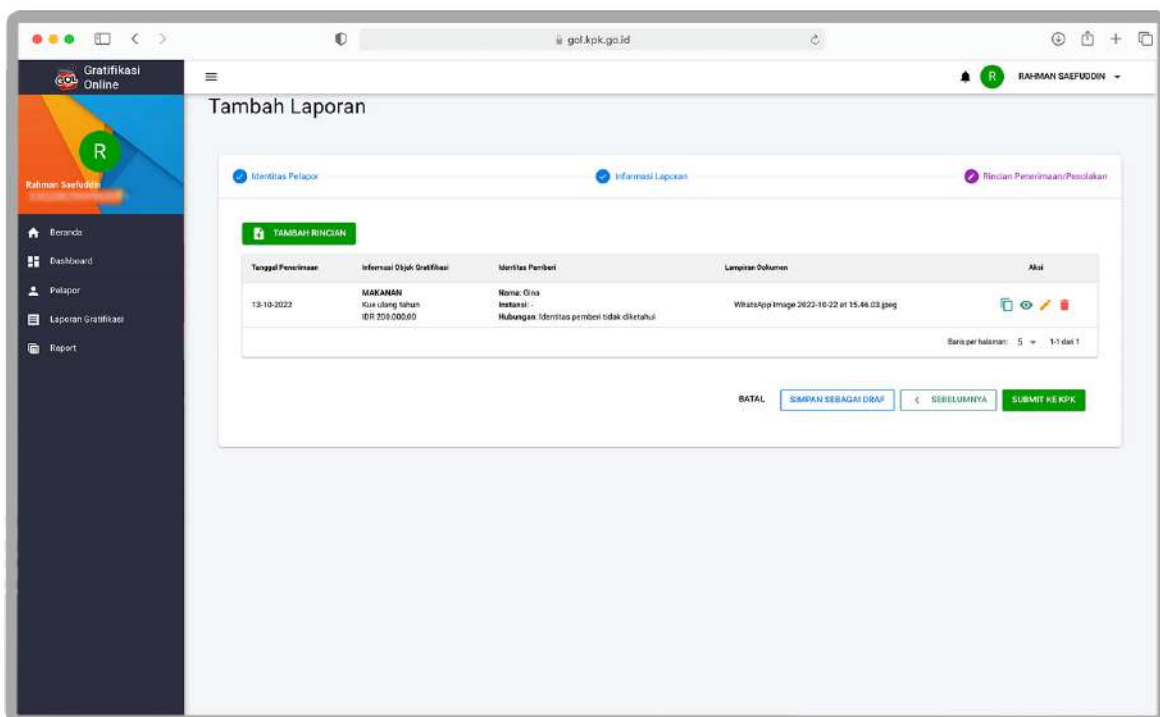 gol.kpk.go.id
GOL
Gratifikasi
Online
R
RAHMAN SAEFUDDIN
Tambah Laporan
R
Rahman Saefuddin
Beranda
Dashboard
Pelapor
Laporan Gratifikasi
Report
Identitas Pelapor
Informasi Laporan
Rincian Penerimaan/Penolakan
TAMBAH RINCIAN
Tanggal Penerimaan Informasi Objek Gratifikasi Identitas Pemberi Lampiran Dokumen Aksi
13-10-2022
MAKANAN
Kue ulang tahun
IDR 200.000,00
Nama: Gina
Instansi: -
Hubungan: Identitas pemberi tidak diketahui
WhatsApp Image 2022-10-22 at 15.46.03.jpeg
Baris per halaman: 5 1-1 dari 1
BATAL SIMPAN SEBAGAI DRAF SEBELUMNYA SUBMIT KE KPK